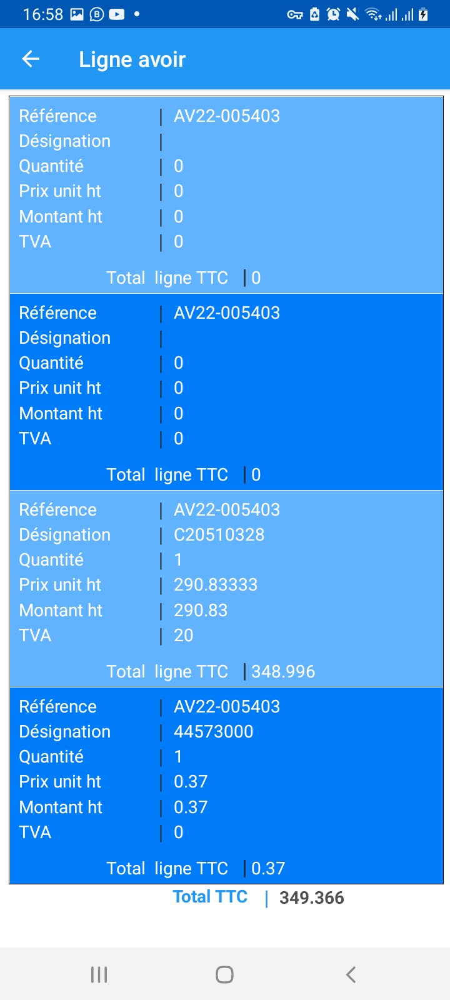 16:58
Ligne avoir
Référence | AV22-005403
Désignation |
Quantité | 0
Prix unit ht | 0
Montant ht | 0
TVA | 0
Total ligne TTC | 0
Référence | AV22-005403
Désignation |
Quantité | 0
Prix unit ht | 0
Montant ht | 0
TVA | 0
Total ligne TTC | 0
Référence | AV22-005403
Désignation | C20510328
Quantité | 1
Prix unit ht | 290.83333
Montant ht | 290.83
TVA | 20
Total ligne TTC | 348.996
Référence | AV22-005403
Désignation | 44573000
Quantité | 1
Prix unit ht | 0.37
Montant ht | 0.37
TVA | 0
Total ligne TTC | 0.37
Total TTC | 349.366